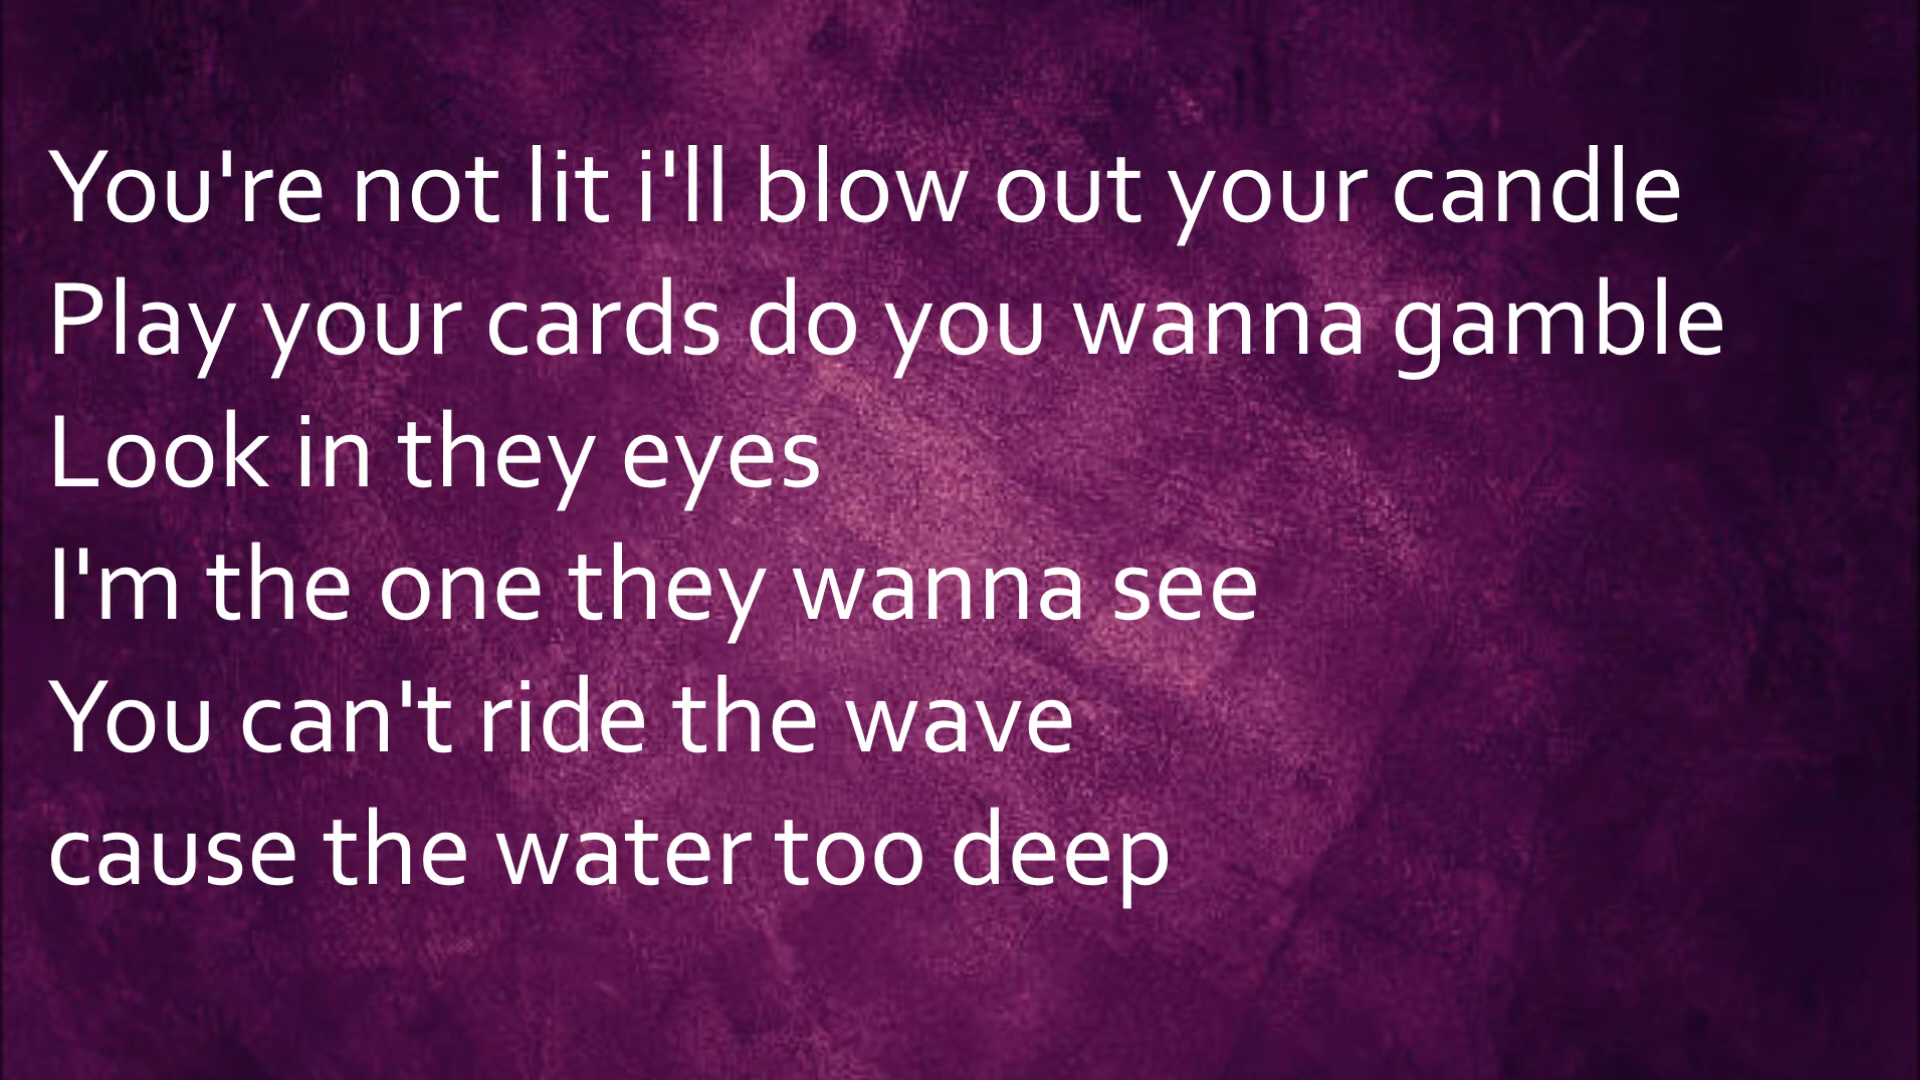 You're not lit i'll blow out your candle
Play your cards do you wanna gamble
Look in they eyes
I'm the one they wanna see
You can't ride the wave
cause the water too deep